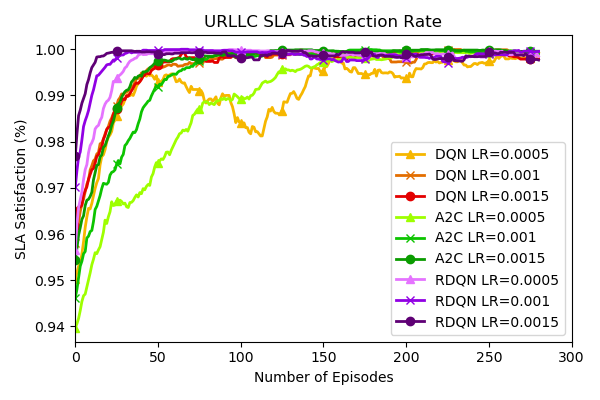 URLLC SLA Satisfaction Rate
SLA Satisfaction (%)
1.00
0.99
0.98
0.97
0.96
0.95
0.94
DQN LR=0.0005
DQN LR=0.001
DQN LR=0.0015
A2C LR=0.0005
A2C LR=0.001
A2C LR=0.0015
RDQN LR=0.0005
RDQN LR=0.001
RDQN LR=0.0015
0 50 100 150 200 250 300
Number of Episodes